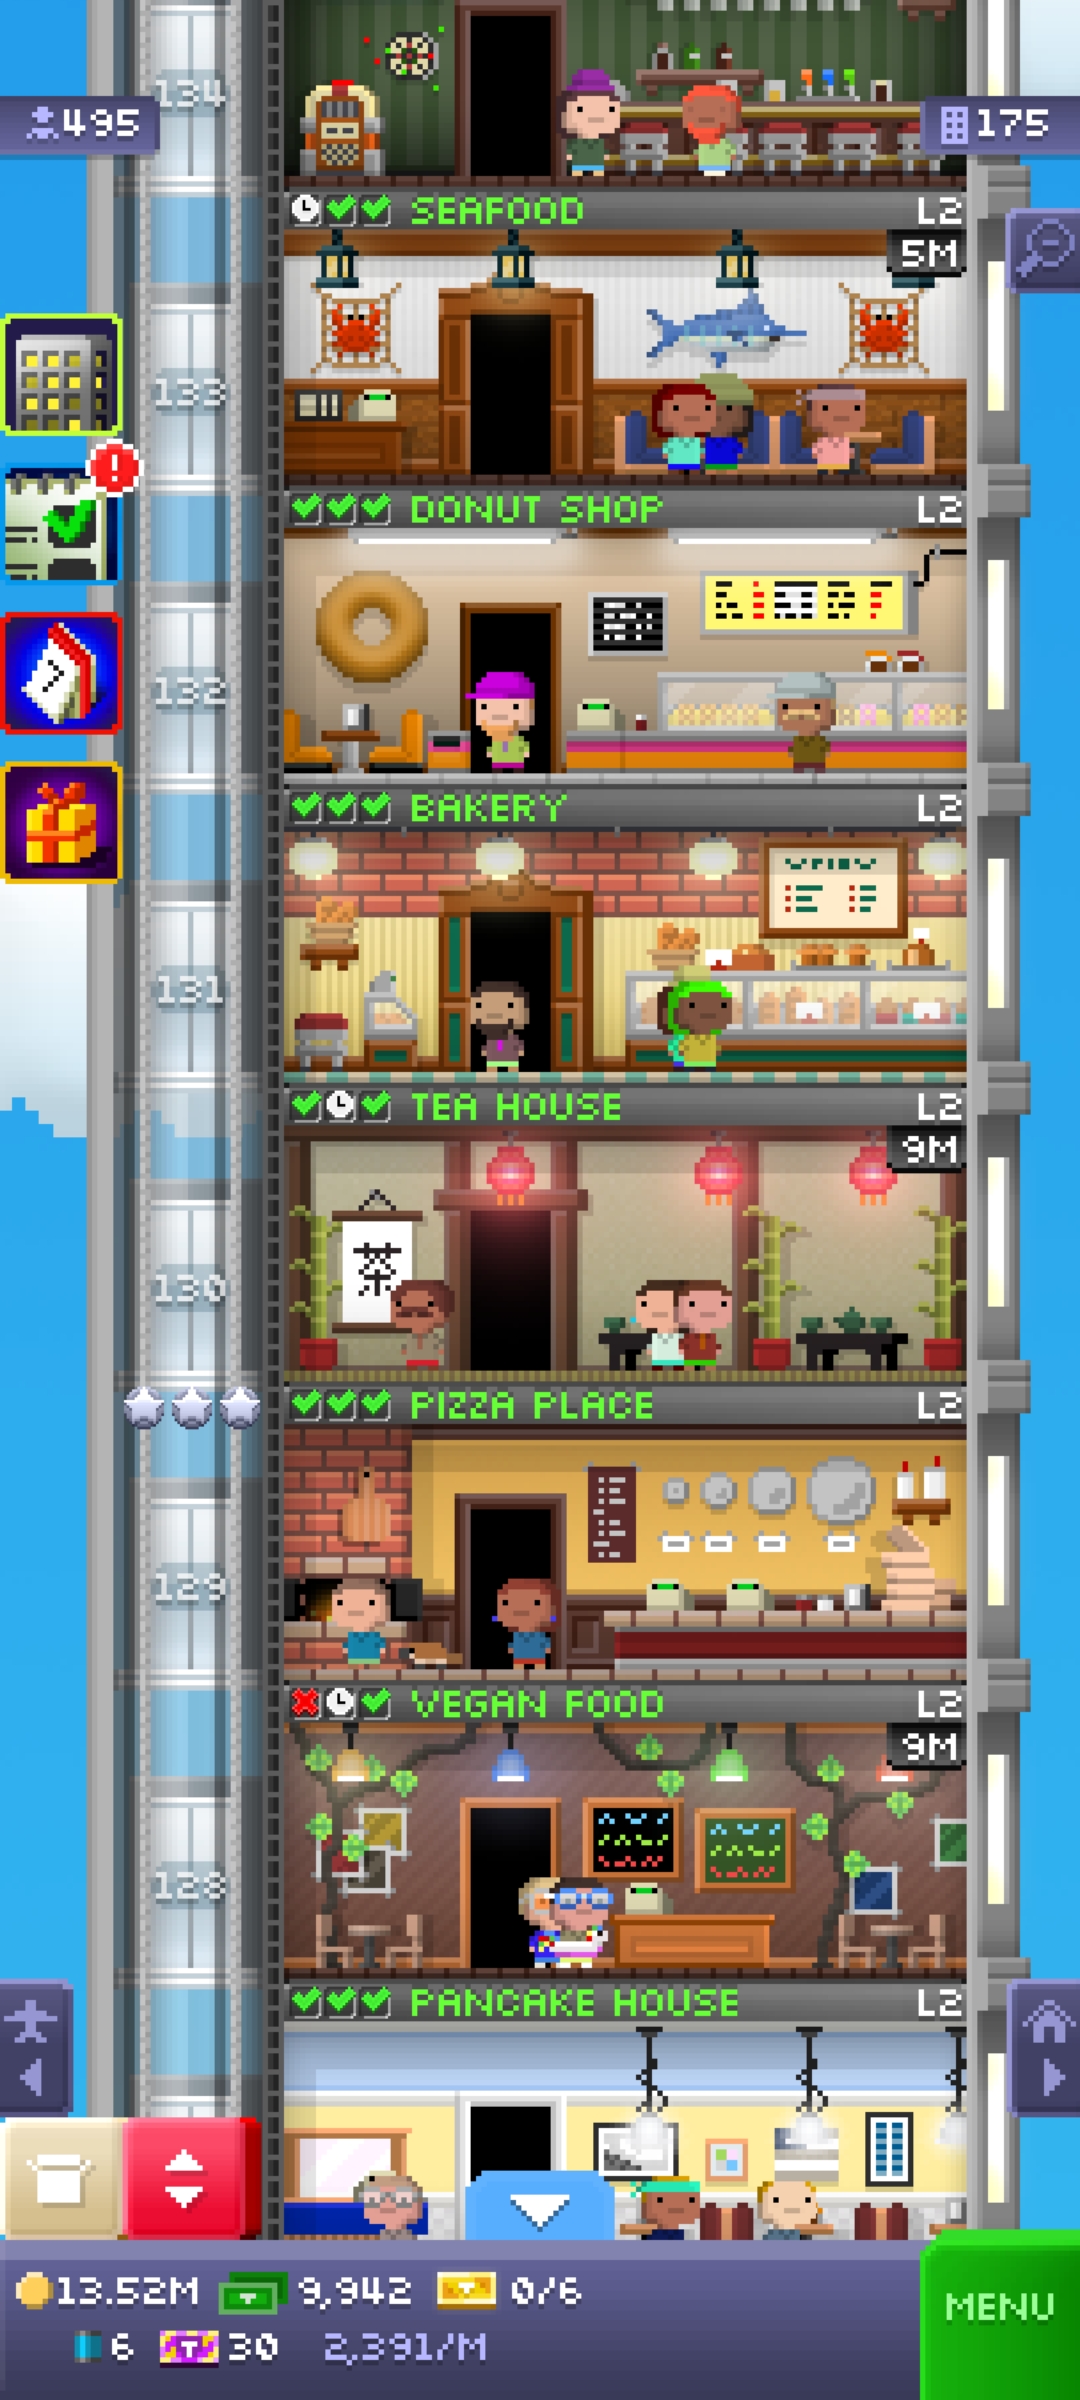 134
495
175
SEAFOOD L2
5M
133
DONUT SHOP L2
132
BAKERY L2
131
TEA HOUSE L2
9M
茶
130
PIZZA PLACE L2
129
VEGAN FOOD L2
9M
128
PANCAKE HOUSE L2
13.52M 9,942 0/6
MENU
6 T 30 2,391/M